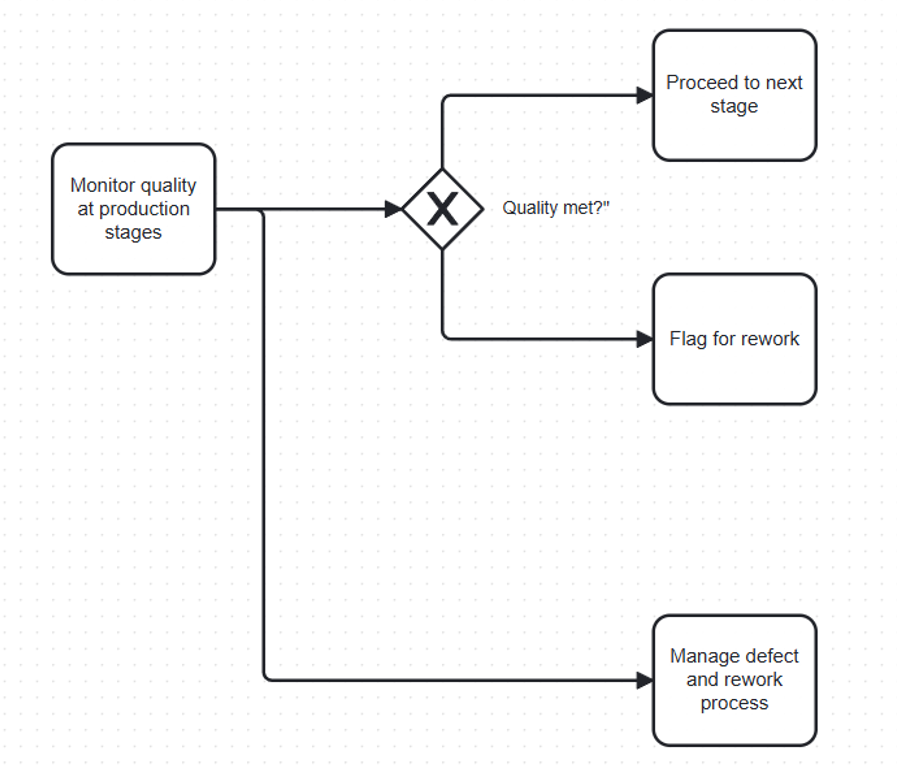 Proceed to next
stage
Monitor quality
at production
stages
X
Quality met?"
Flag for rework
Manage defect
and rework
process